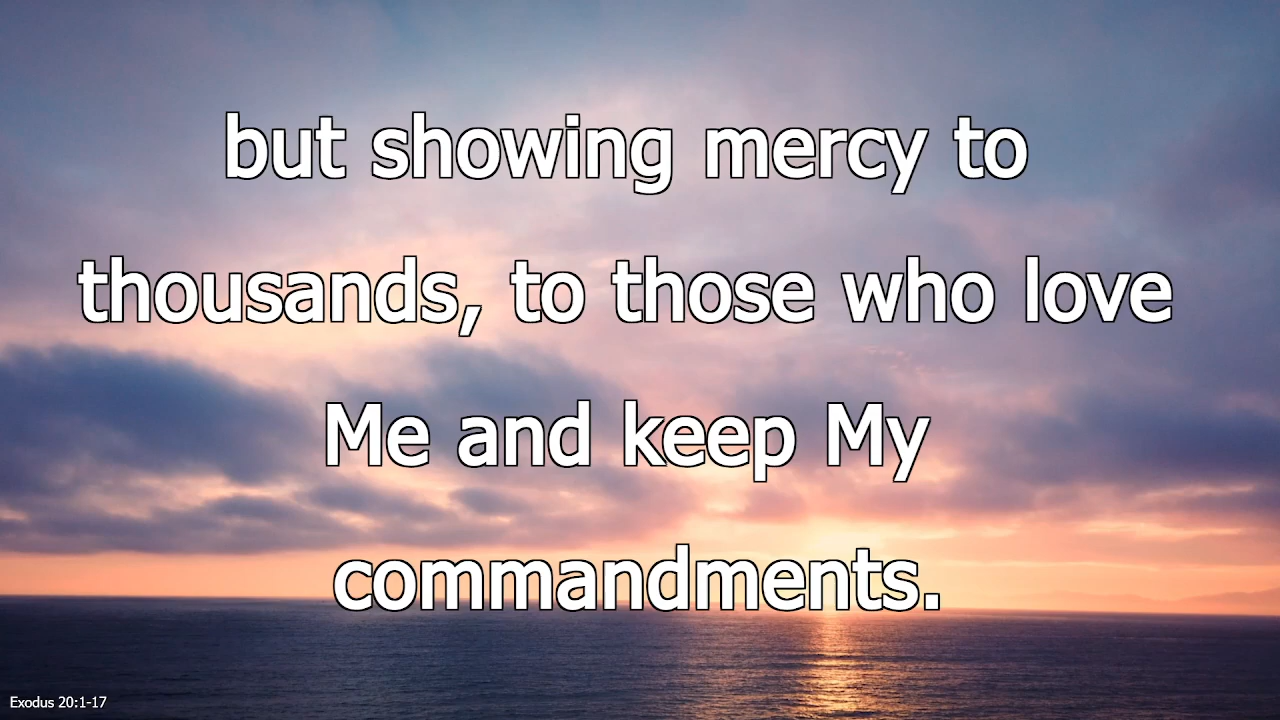 but showing mercy to
thousands, to those who love
Me and keep My
commandments.
Exodus 20:1-17